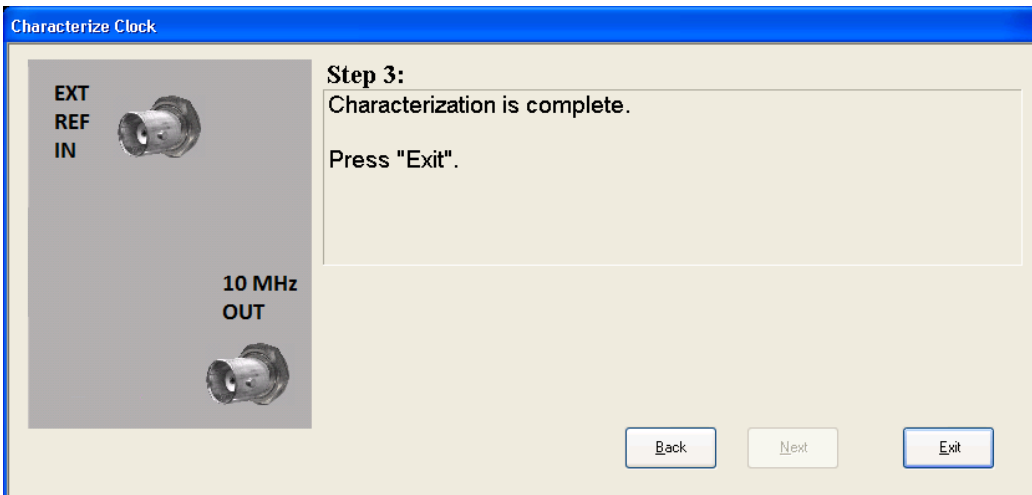 Characterize Clock
EXT
REF
IN
10 MHz
OUT
Step 3:
Characterization is complete.
Press "Exit".
Back
Next
Exit